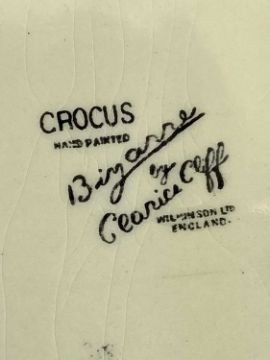 CROCUS
HAND PAINTED
Bizarre
by
Clarice Cliff
WILKINSON LTD
ENGLAND.